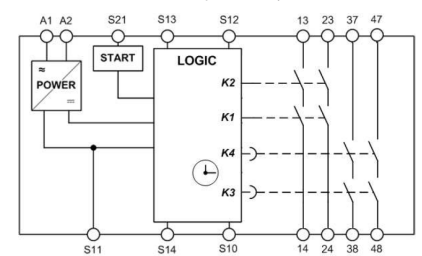 A1 A2 S21 S13 S12 13 23 37 47
START
LOGIC
POWER
K2
K1
K4
K3
S11 S14 S10 14 24 38 48